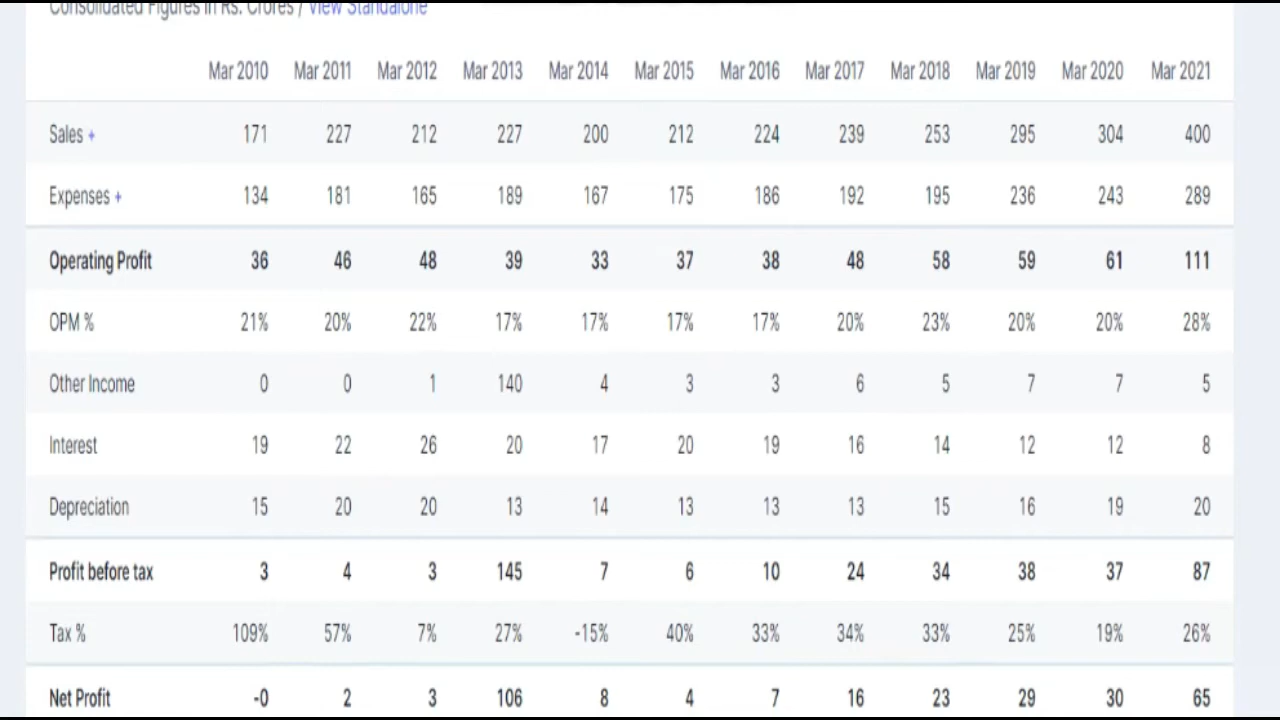 Consolidated Figures in Rs. Crores / View Standalone
Mar 2010 Mar 2011 Mar 2012 Mar 2013 Mar 2014 Mar 2015 Mar 2016 Mar 2017 Mar 2018 Mar 2019 Mar 2020 Mar 2021
Sales + 171 227 212 227 200 212 224 239 253 295 304 400
Expenses + 134 181 165 189 167 175 186 192 195 236 243 289
Operating Profit 36 46 48 39 33 37 38 48 58 59 61 111
OPM % 21% 20% 22% 17% 17% 17% 17% 20% 23% 20% 20% 28%
Other Income 0 0 1 140 4 3 3 6 5 7 7 5
Interest 19 22 26 20 17 20 19 16 14 12 12 8
Depreciation 15 20 20 13 14 13 13 13 15 16 19 20
Profit before tax 3 4 3 145 7 6 10 24 34 38 37 87
Tax % 109% 57% 7% 27% -15% 40% 33% 34% 33% 25% 19% 26%
Net Profit -0 2 3 106 8 4 7 16 23 29 30 65